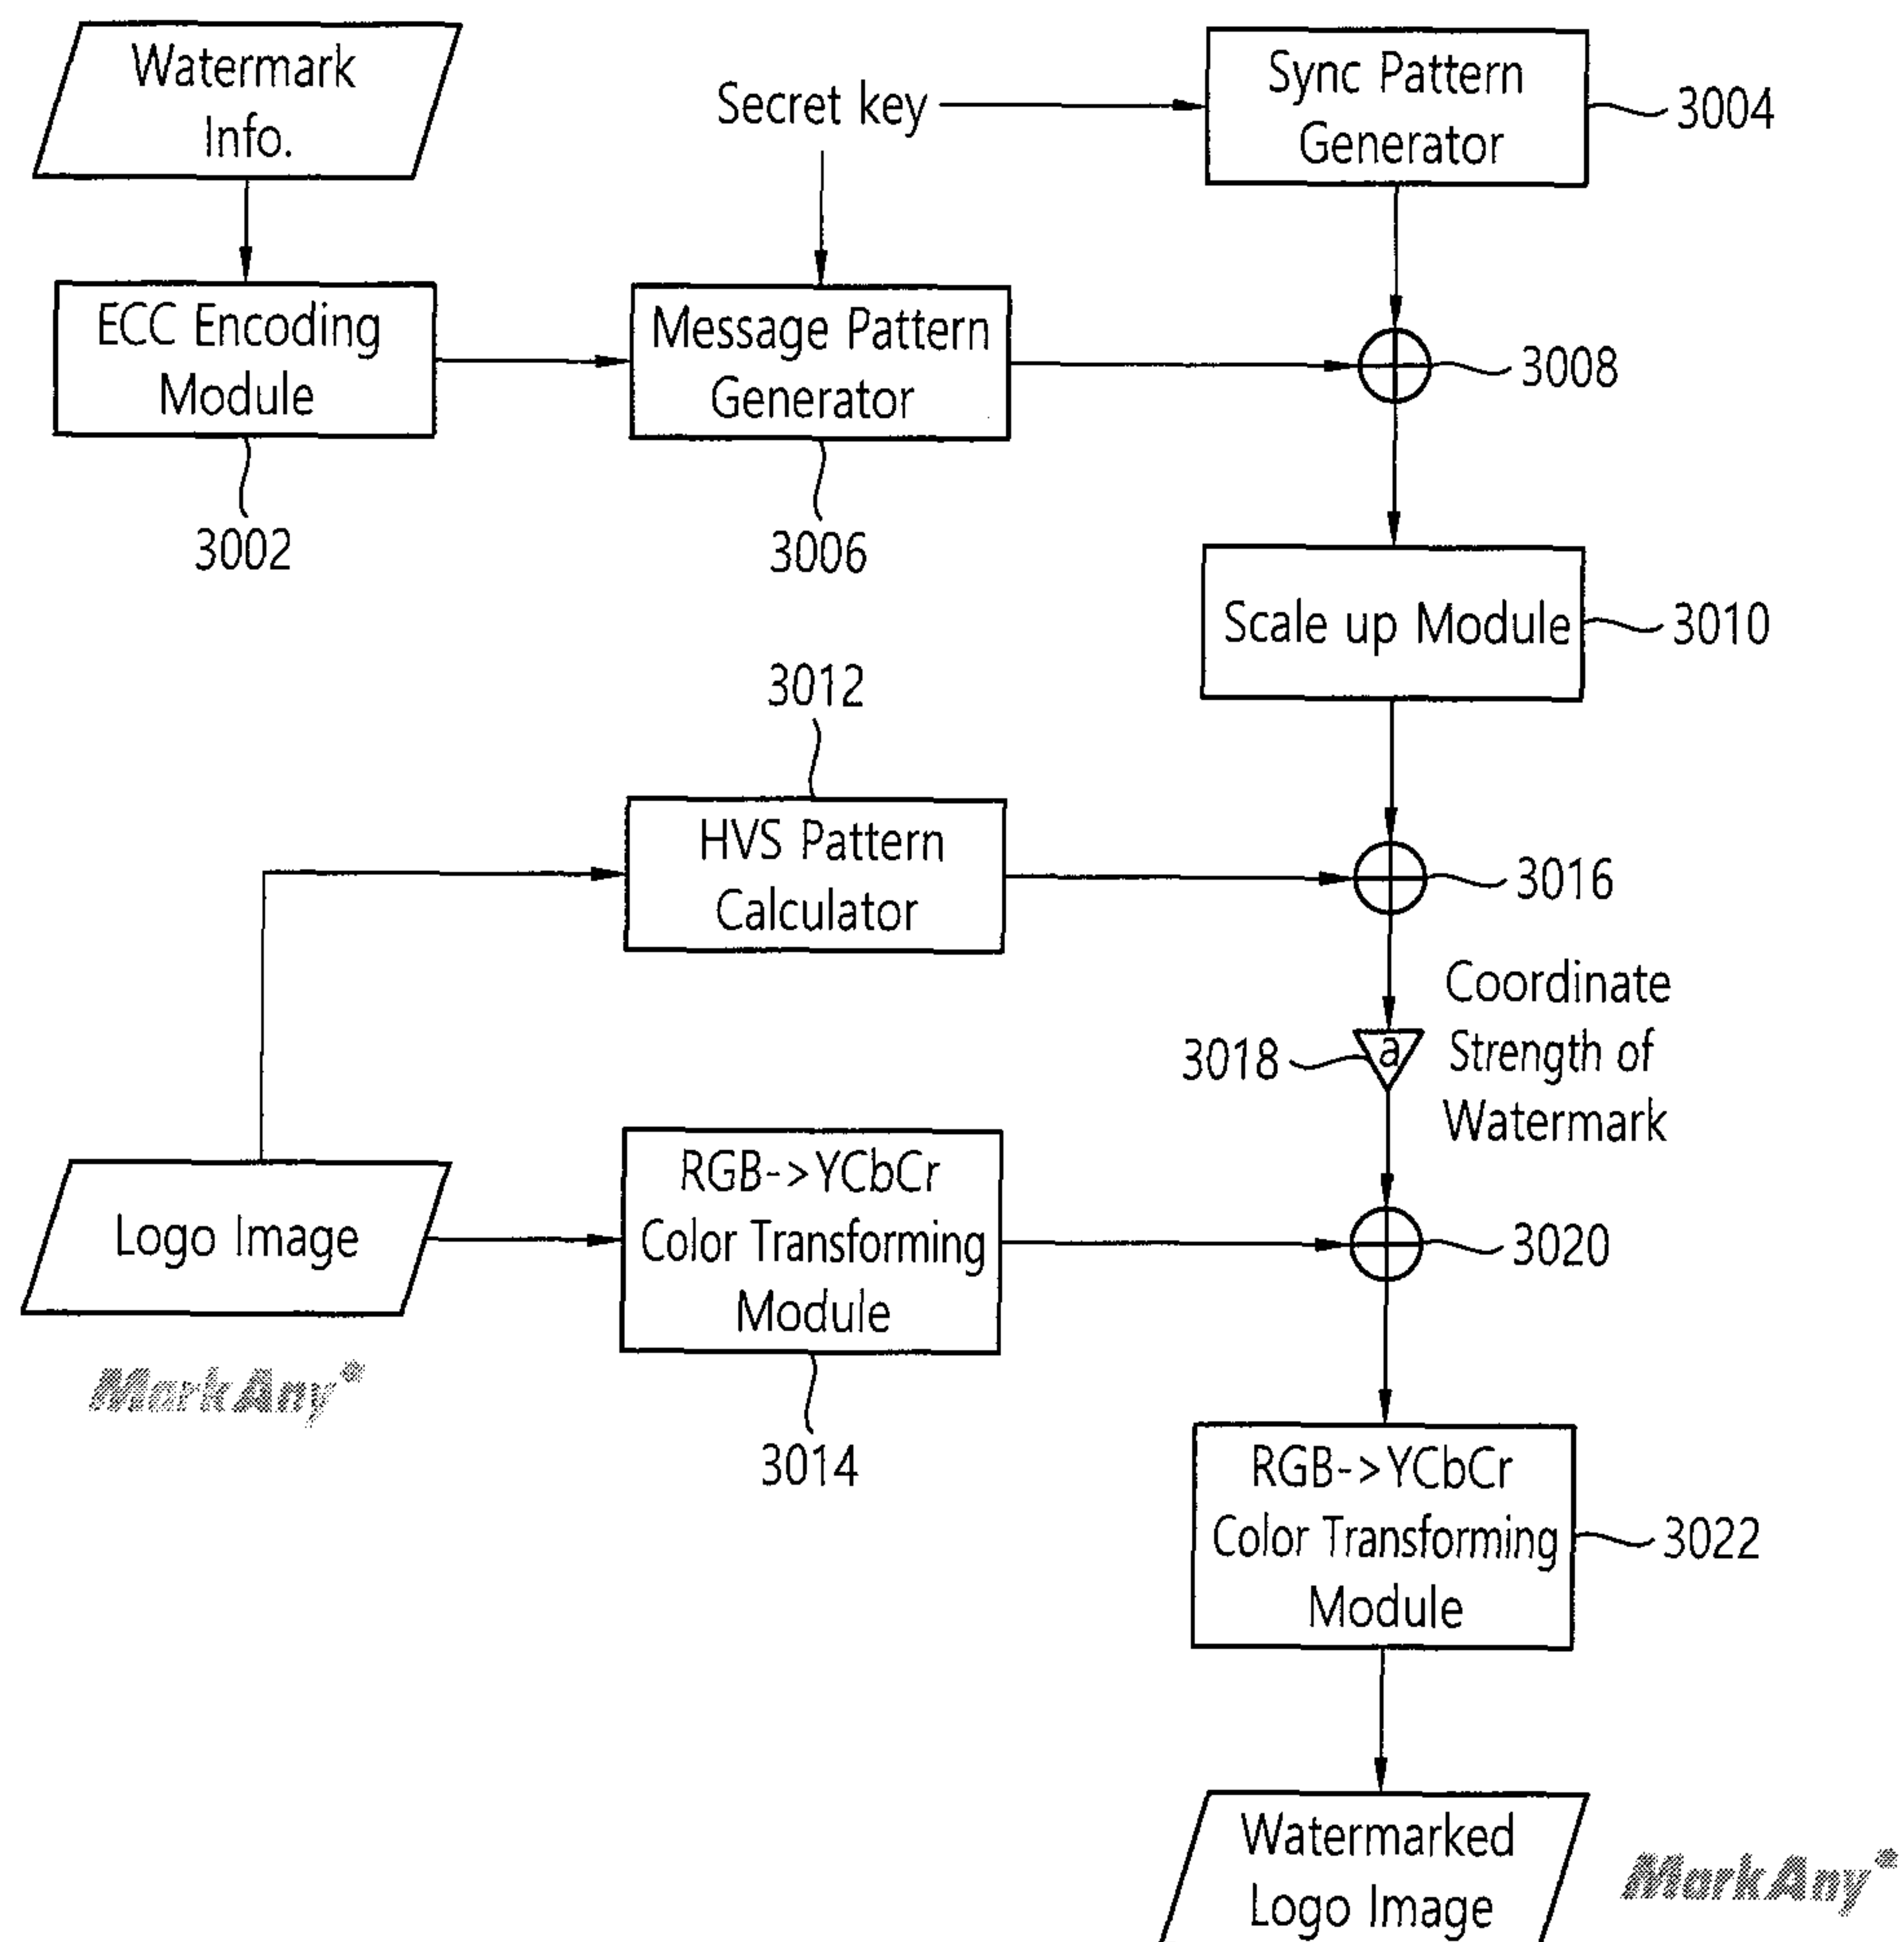 Watermark
Info.
Secret key
Sync Pattern
Generator
3004
ECC Encoding
Module
3002
Message Pattern
Generator
3006
3008
Scale up Module
3010
3012
HVS Pattern
Calculator
3016
Coordinate
Strength of
Watermark
3018
a
Logo Image
MarkAny®
RGB->YCbCr
Color Transforming
Module
3014
3020
RGB->YCbCr
Color Transforming
Module
3022
Watermarked
Logo Image
MarkAny®